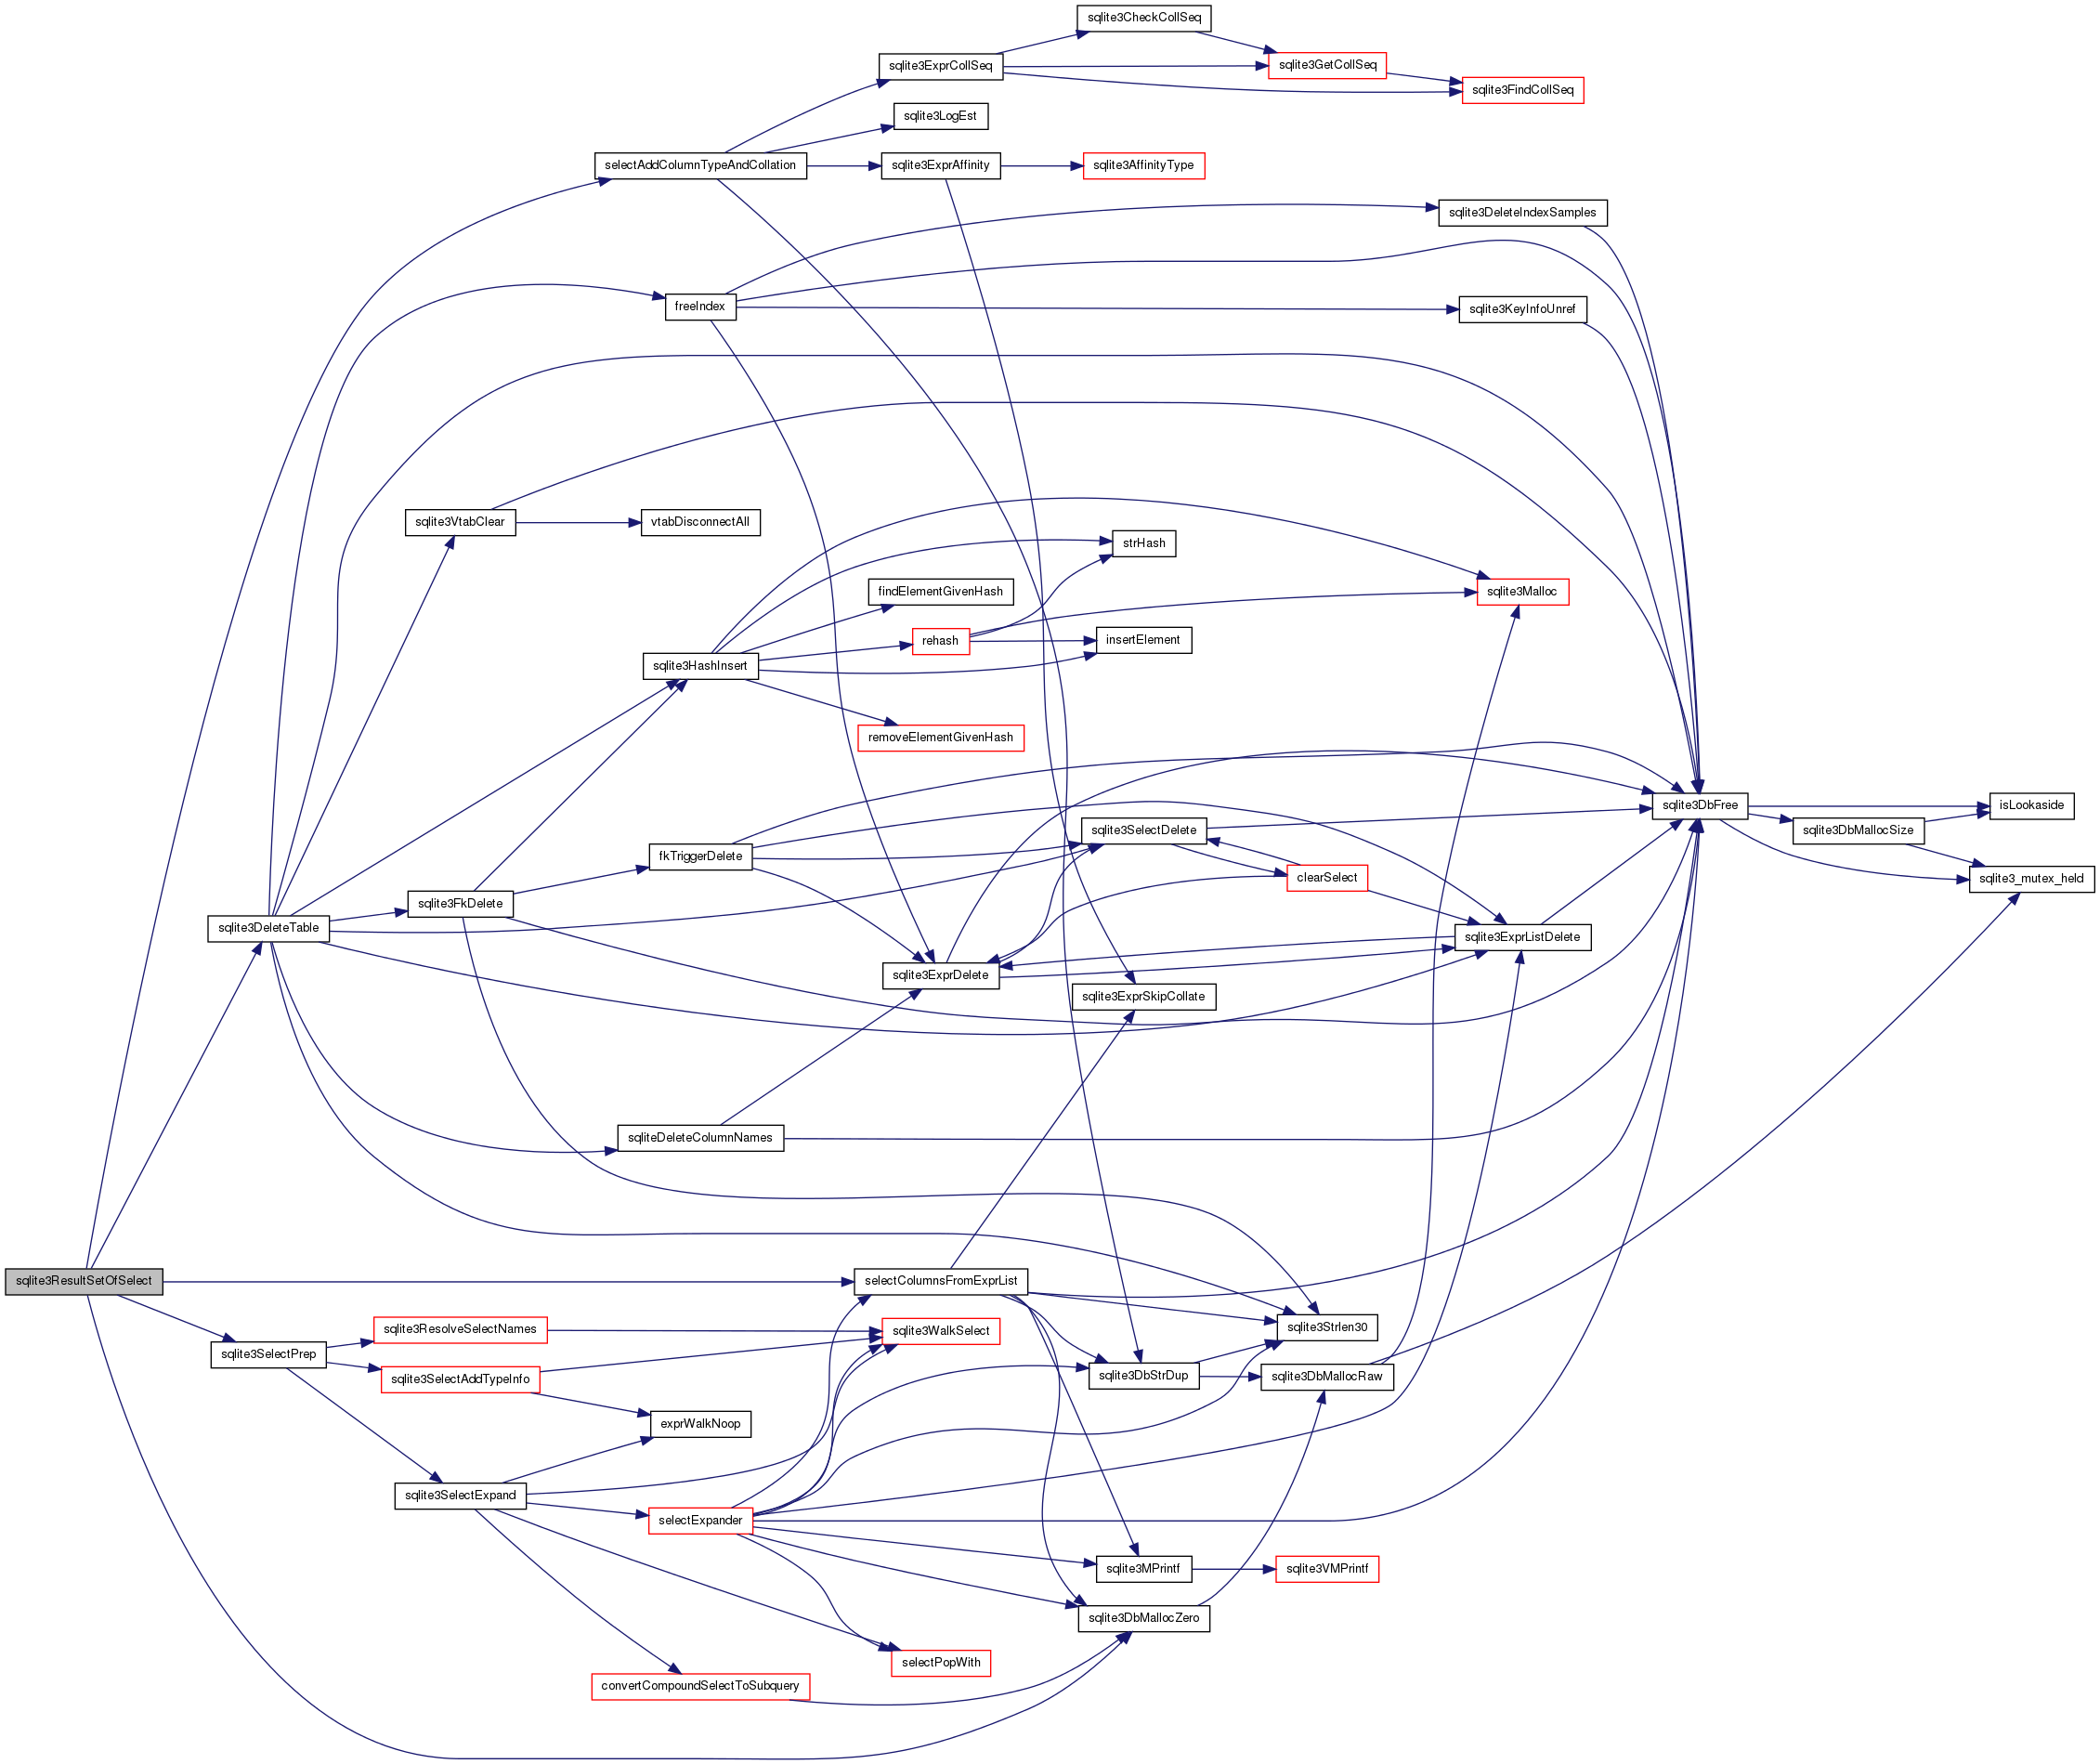 sqlite3CheckCollSeq
sqlite3ExprCollSeq
sqlite3GetCollSeq
sqlite3FindCollSeq
sqlite3LogEst
selectAddColumnTypeAndCollation
sqlite3ExprAffinity
sqlite3AffinityType
sqlite3DeleteIndexSamples
freeIndex
sqlite3KeyInfoUnref
sqlite3VtabClear
vtabDisconnectAll
strHash
findElementGivenHash
sqlite3Malloc
rehash
insertElement
sqlite3HashInsert
removeElementGivenHash
sqlite3DbFree
isLookaside
sqlite3SelectDelete
sqlite3DbMallocSize
fkTriggerDelete
clearSelect
sqlite3_mutex_held
sqlite3FkDelete
sqlite3DeleteTable
sqlite3ExprListDelete
sqlite3ExprDelete
sqlite3ExprSkipCollate
sqliteDeleteColumnNames
sqlite3ResultSetOfSelect
selectColumnsFromExprList
sqlite3ResolveSelectNames
sqlite3WalkSelect
sqlite3Strlen30
sqlite3SelectPrep
sqlite3SelectAddTypeInfo
sqlite3DbStrDup
sqlite3DbMallocRaw
exprWalkNoop
sqlite3SelectExpand
selectExpander
sqlite3MPrintf
sqlite3VMPrintf
sqlite3DbMallocZero
selectPopWith
convertCompoundSelectToSubquery